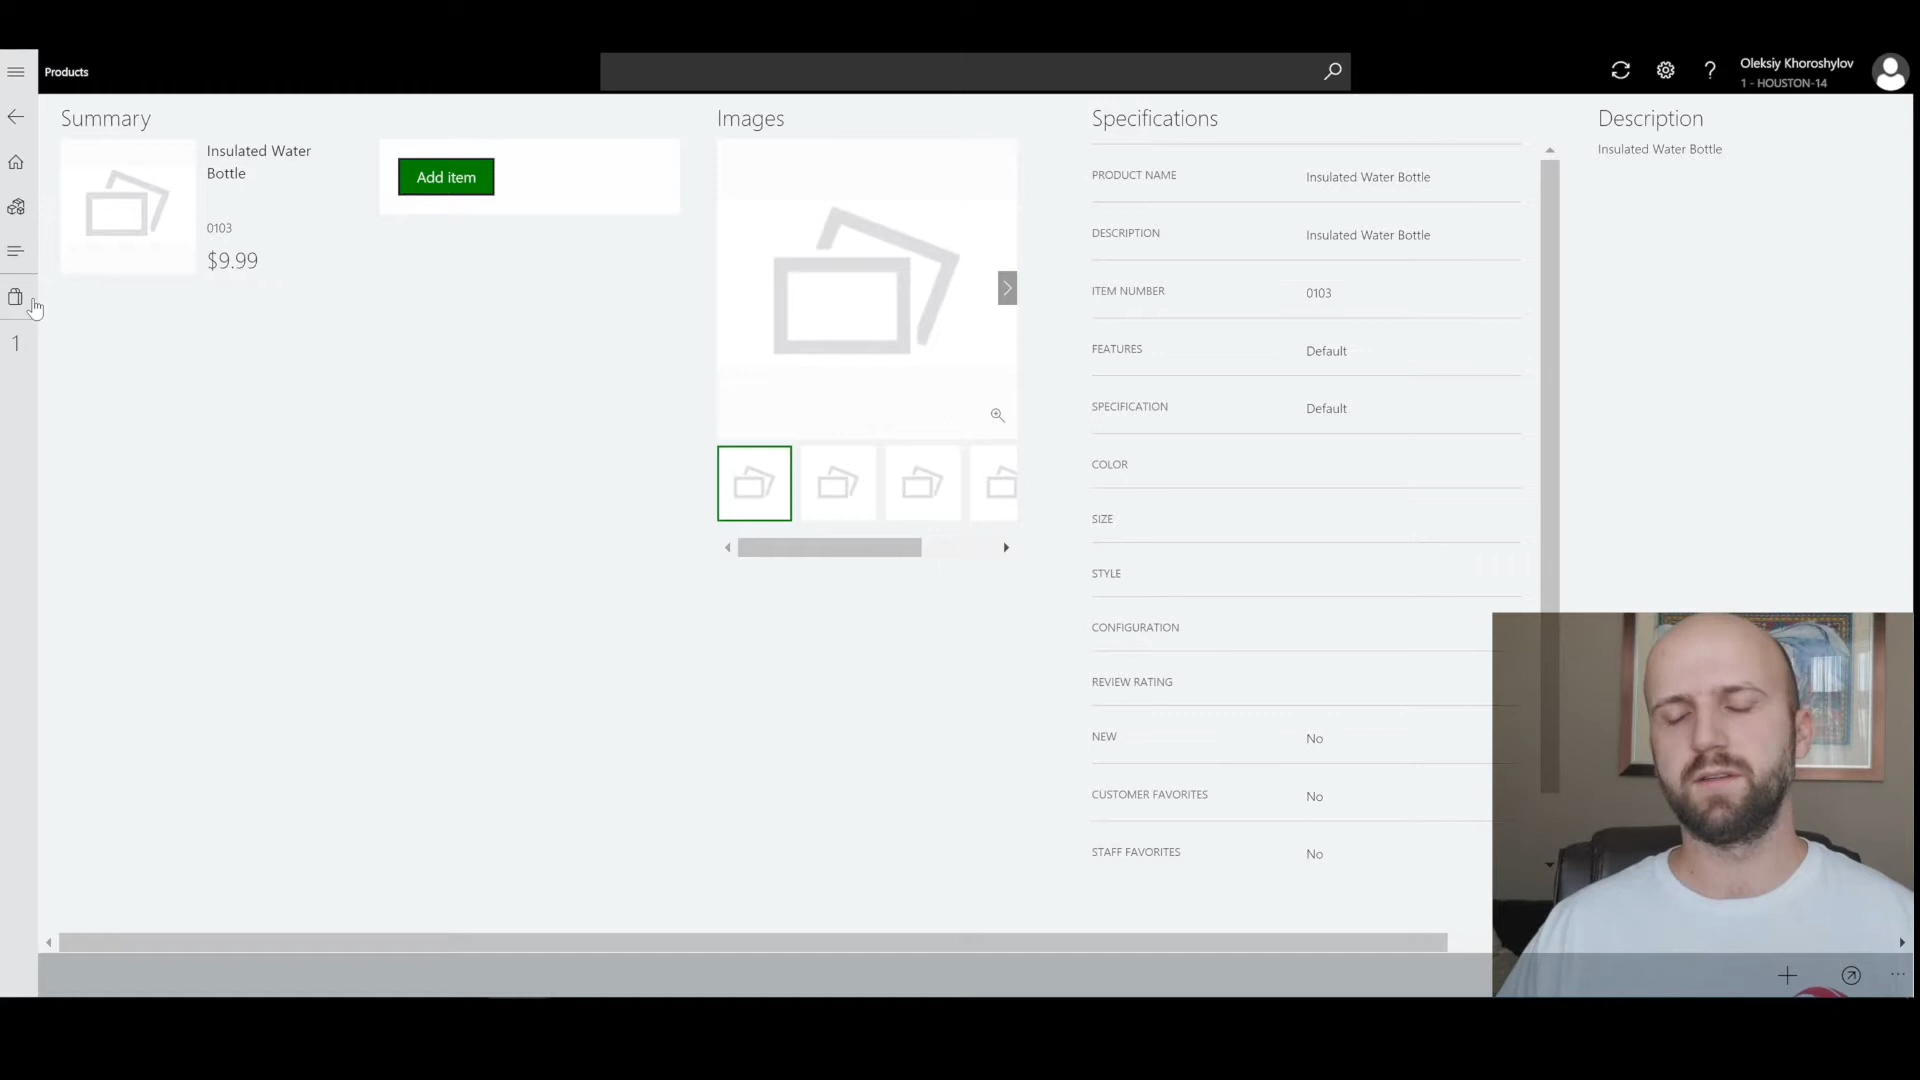 Products
?
Oleksiy Khoroshylov
1 - HOUSTON-14
Summary
Insulated Water
Bottle
0103
$9.99
Add item
1
Images
Specifications
PRODUCT NAME Insulated Water Bottle
DESCRIPTION Insulated Water Bottle
ITEM NUMBER 0103
FEATURES Default
SPECIFICATION Default
COLOR
SIZE
STYLE
CONFIGURATION
REVIEW RATING
NEW No
CUSTOMER FAVORITES No
STAFF FAVORITES No
Description
Insulated Water Bottle